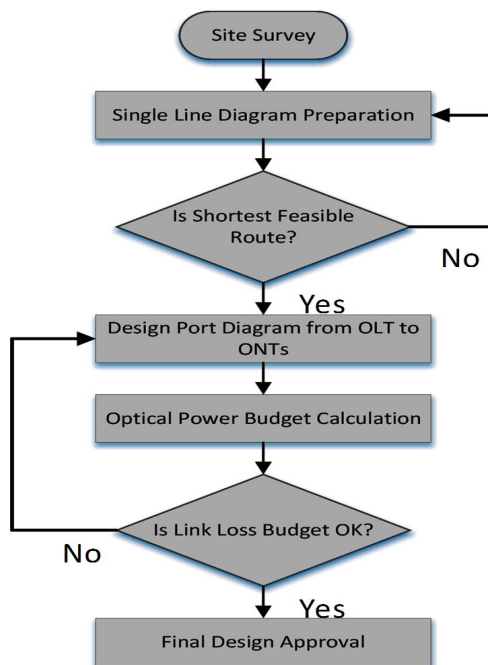 Site Survey
Single Line Diagram Preparation
Is Shortest Feasible
Route?
No
Yes
Design Port Diagram from OLT to
ONTs
Optical Power Budget Calculation
Is Link Loss Budget OK?
No
Yes
Final Design Approval